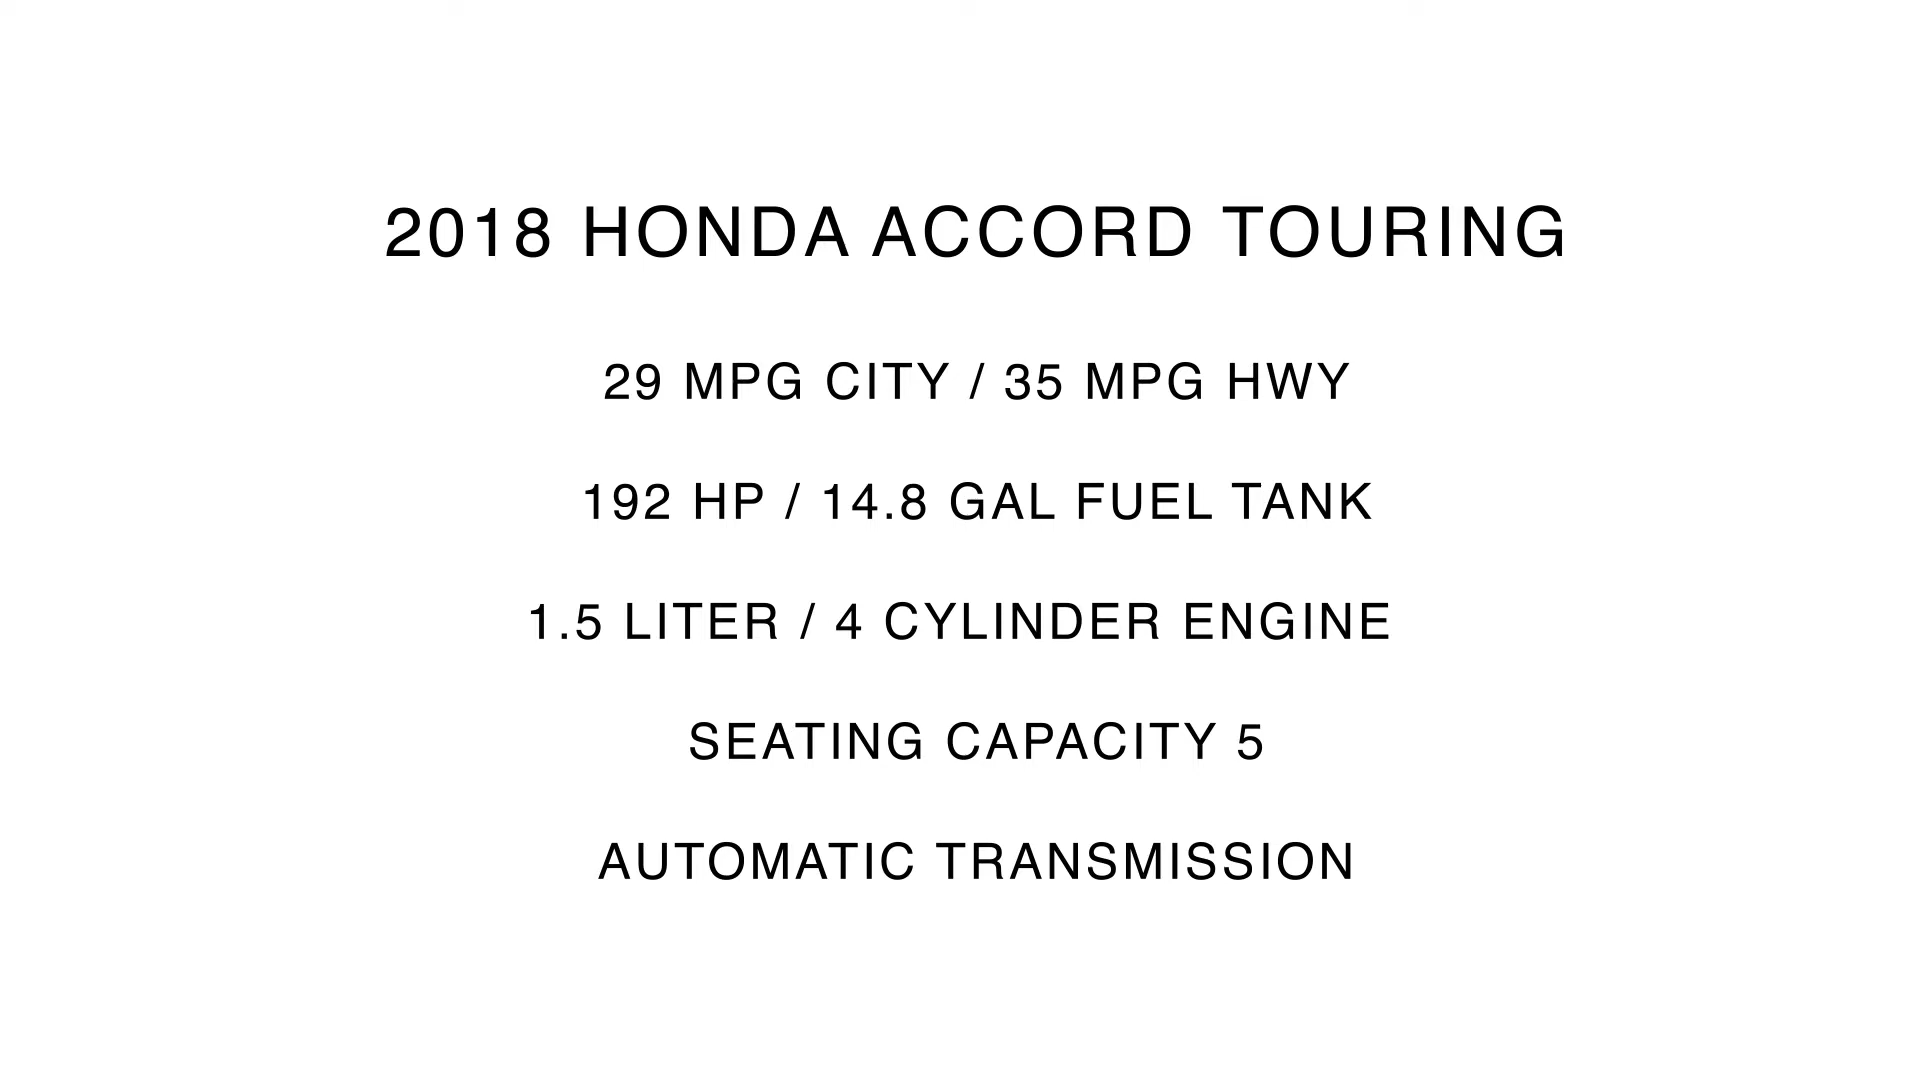 2018 HONDA ACCORD TOURING
29 MPG CITY / 35 MPG HWY
192 HP / 14.8 GAL FUEL TANK
1.5 LITER / 4 CYLINDER ENGINE
SEATING CAPACITY 5
AUTOMATIC TRANSMISSION